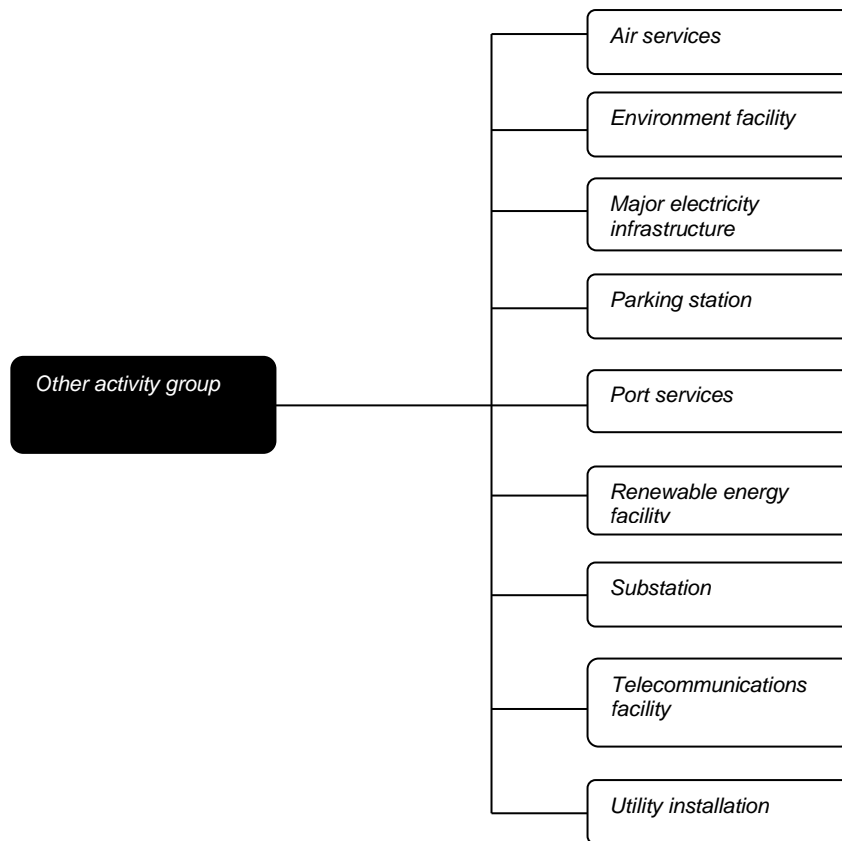 Air services
Environment facility
Major electricity
infrastructure
Parking station
Other activity group
Port services
Renewable energy
facility
Substation
Telecommunications
facility
Utility installation